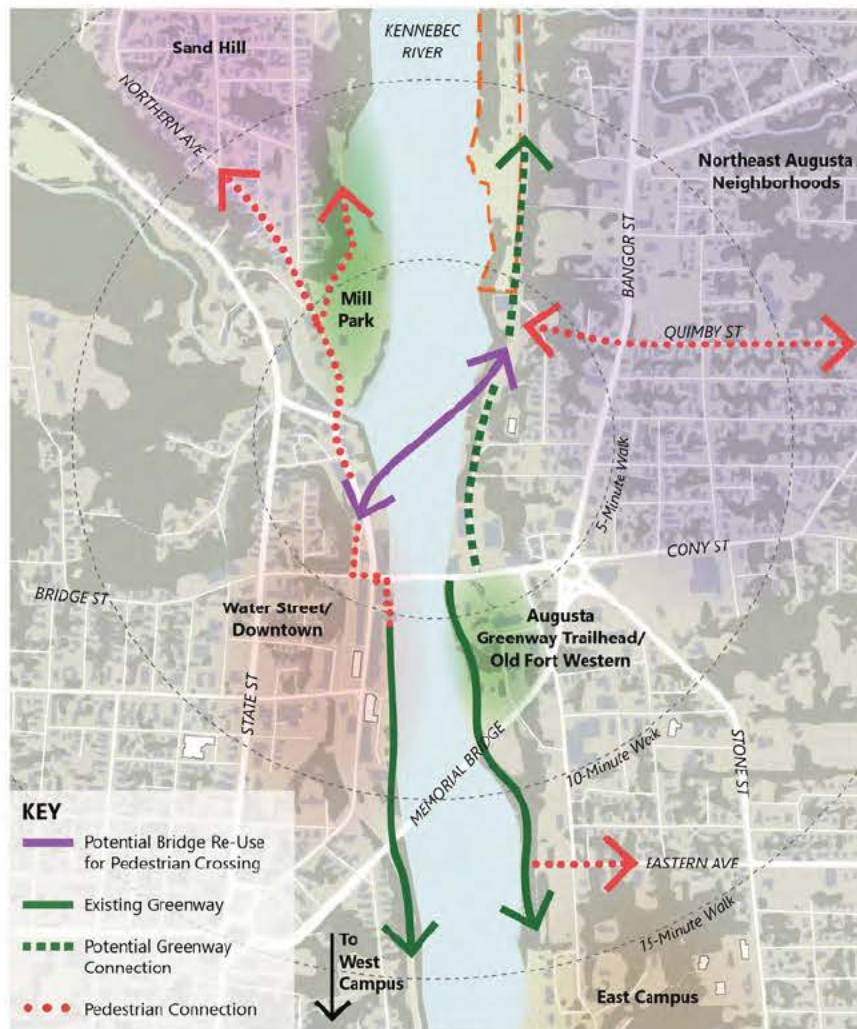 Sand Hill
KENNEBEC
RIVER
NORTHERN AVE
Northeast Augusta
Neighborhoods
BANGOR ST
Mill
Park
QUIMBY ST
5-Minute Walk
CONY ST
BRIDGE ST
Water Street/
Downtown
Augusta
Greenway Trailhead/
Old Fort Western
STATE ST
MEMORIAL BRIDGE
10-Minute Walk
STONE ST
KEY
Potential Bridge Re-Use
for Pedestrian Crossing
Existing Greenway
Potential Greenway
Connection
Pedestrian Connection
EASTERN AVE
15-Minute Walk
To
West
Campus
East Campus